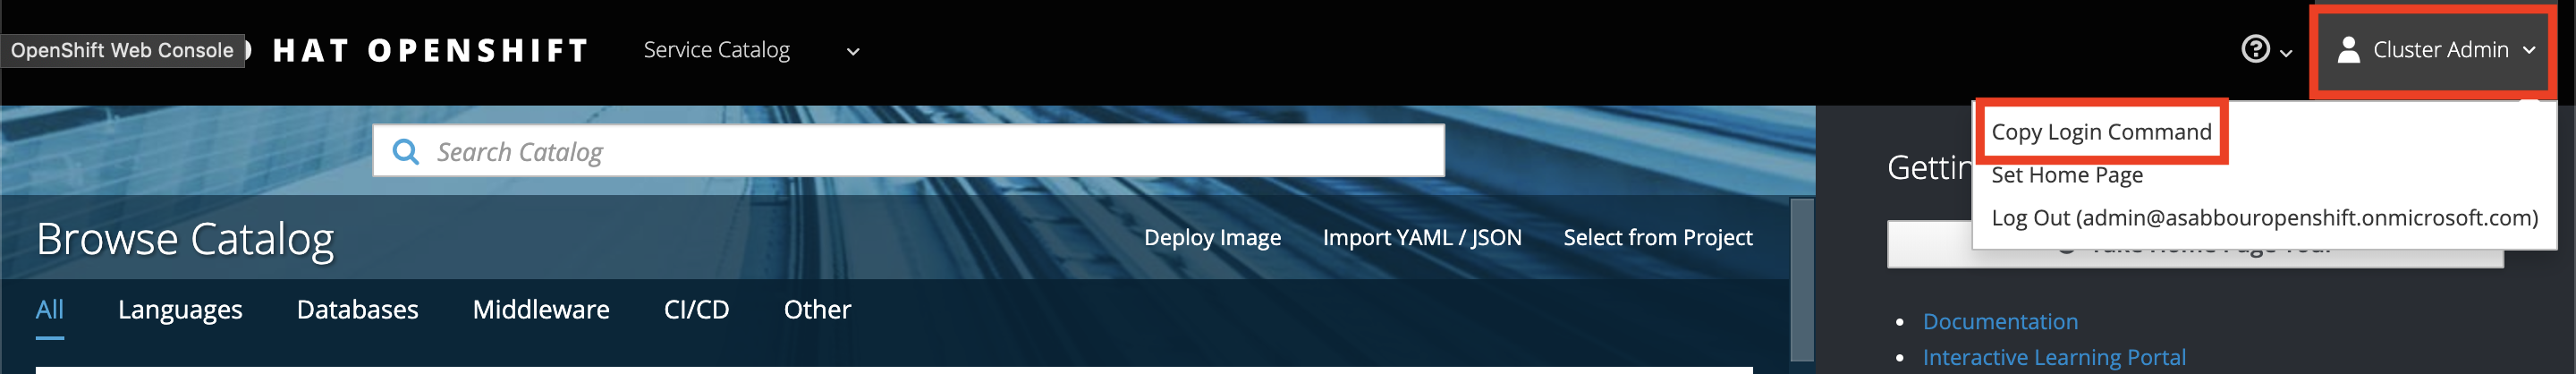 OpenShift Web Console
HAT OPENSHIFT
Service Catalog
Cluster Admin
Copy Login Command
Set Home Page
Log Out (admin@asabbouropenshift.onmicrosoft.com)
Search Catalog
Browse Catalog
Deploy Image
Import YAML / JSON
Select from Project
All
Languages
Databases
Middleware
CI/CD
Other
Documentation
Interactive Learning Portal